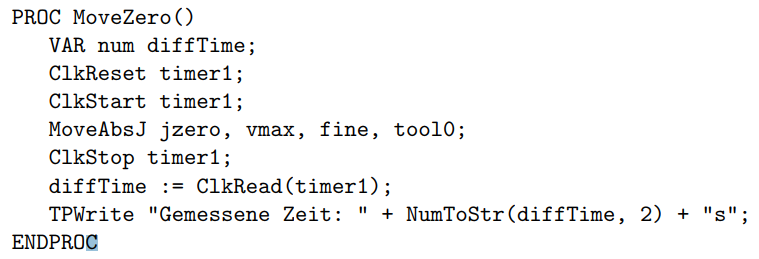 PROC MoveZero()
VAR num diffTime;
ClkReset timer1;
ClkStart timer1;
MoveAbsJ jzero, vmax, fine, tool0;
ClkStop timer1;
diffTime := ClkRead(timer1);
TPWrite "Gemessene Zeit: " + NumToStr(diffTime, 2) + "s";
ENDPROC